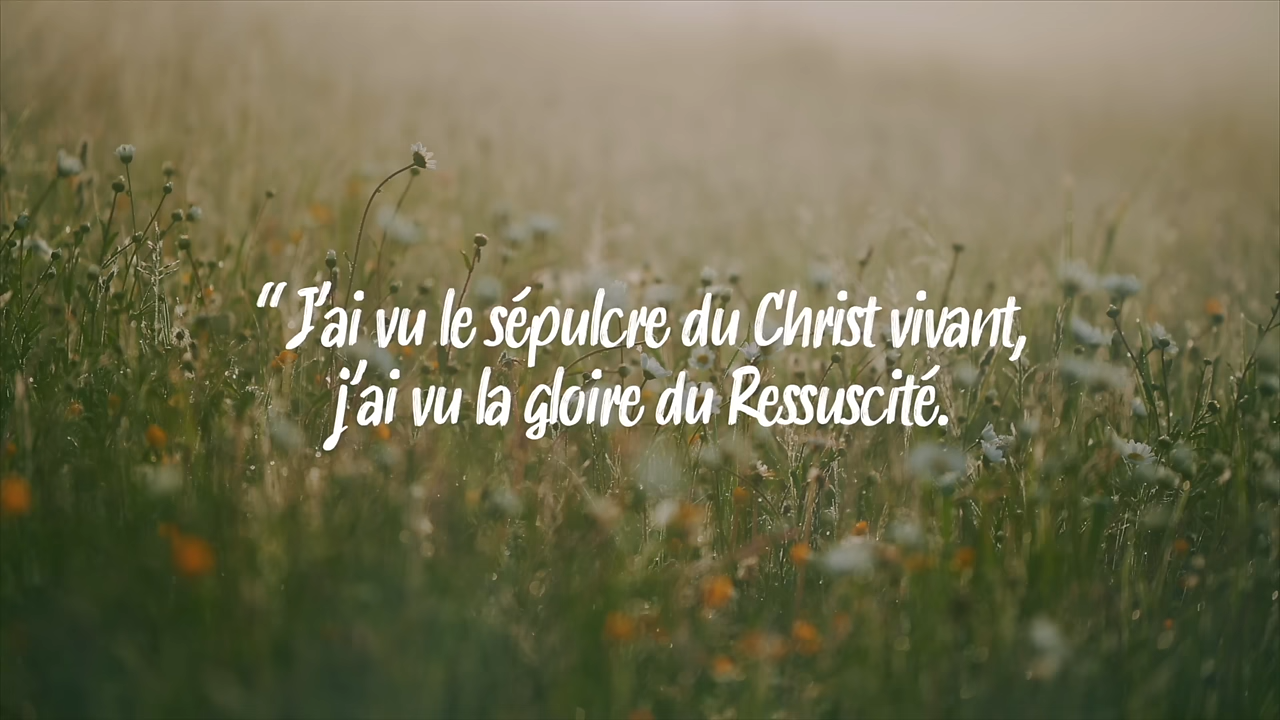 “ J'ai vu le sépulcre du Christ vivant,
j'ai vu la gloire du Ressuscité.